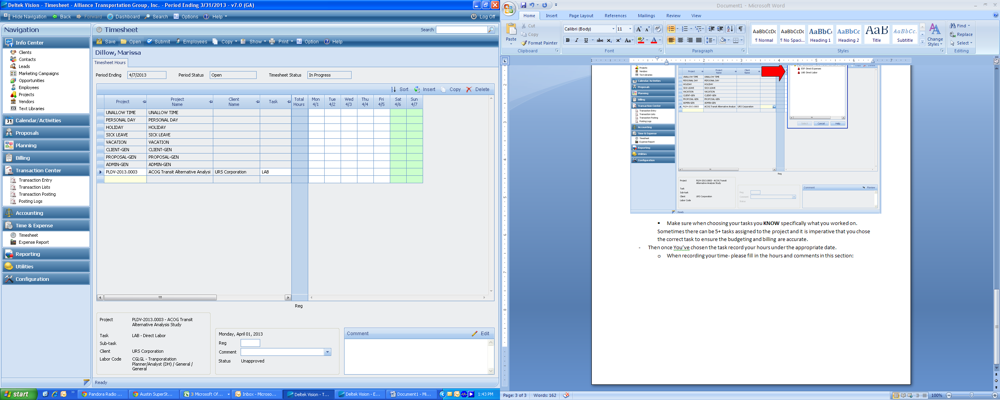 Deltek Vision - Timesheet - Alliance Transportation Group, Inc. - Period Ending 3/31/2013 - v7.0 (GA)
Hide Navigation Back Forward Dashboard Search Options Help Log Off
Navigation
Info Center
Clients
Contacts
Leads
Marketing Campaigns
Opportunities
Employees
Projects
Vendors
Text Libraries
31 Calendar/Activities
Proposals
Planning
Billing
Transaction Center
Transaction Entry
Transaction Lists
Transaction Posting
Posting Logs
Accounting
Time & Expense
Timesheet
Expense Report
Reporting
Utilities
Configuration
Timesheet Search
Save Open Submit Employees Copy Show Print Option Help
Dillow, Marissa
Timesheet Hours
Period Ending 4/7/2013 Period Status Open Timesheet Status In Progress
Sort Insert Copy Delete
Project Project Name Client Name Task Total Hours Mon 4/1 Tue 4/2 Wed 4/3 Thu 4/4 Fri 4/5 Sat 4/6 Sun 4/7
UNALLOW TIME UNALLOW TIME
PERSONAL DAY PERSONAL DAY
HOLIDAY HOLIDAY
SICK LEAVE SICK LEAVE
VACATION VACATION
CLIENT-GEN CLIENT-GEN
PROPOSAL-GEN PROPOSAL-GEN
ADMIN-GEN ADMIN-GEN
PLDV-2013.0003 ACOG Transit Alternative Analysi URS Corporation LAB
Reg
Project PLDV-2013.0003 - ACOG Transit
Alternative Analysis Study
Task LAB - Direct Labor
Sub-task
Client URS Corporation
Labor Code CGLGL - Tranporatation
Planner/Analyst (DH) / General /
General
Monday, April 01, 2013
Reg
Comment
Status Unapproved
Comment Edit
Ready
start Pandora Radio ... Austin SuperSt... 3 Microsoft Of... Inbox - Microso... Deltek Vision - T... Deltek Vision - E... Document1 - Mi... 1:43 PM
Document1 - Microsoft Word
Home Insert Page Layout References Mailings Review View
Paste Cut
Copy
Format Painter
Clipboard
Calibri (Body) 11
Font
Paragraph
AaBbCcDc AaBbCcDc AaBbC AaBbCc AaB AaBbCc.
¶ Normal ¶ No Spaci... Heading 1 Heading 2 Title Subtitle
Change Styles
Styles
Find
Replace
Select
Editing
1 2 4 5 6 7
2
3
4
5
6
7
8
Projects
Vendors
Text Libraries
31 Calendar/Activities
Proposals
Planning
Billing
Transaction Center
Transaction Entry
Transaction Lists
Transaction Posting
Posting Logs
Accounting
Time & Expense
Timesheet
Expense Report
Reporting
Utilities
Configuration
Project Project Name Client Name
UNALLOW TIME UNALLOW TIME
PERSONAL DAY PERSONAL DAY
HOLIDAY HOLIDAY
SICK LEAVE SICK LEAVE
VACATION VACATION
CLIENT-GEN CLIENT-GEN
PROPOSAL-GEN PROPOSAL-GEN
ADMIN-GEN ADMIN-GEN
PLDV-2013.0003 ACOG Transit Alternative Analysi URS Corporation
EXP Direct Expenses
LAB Direct Labor
Select Cancel Help
Reg
Project PLDV-2013.0003 - ACOG Transit
Alternative Analysis Study
Task
Sub-task
Client URS Corporation
Labor Code
Reg
Comment
Status
Comment Review
Ready
▪ Make sure when choosing your tasks you KNOW specifically what you worked on.
Sometimes there can be 5+ tasks assigned to the project and it is imperative that you chose
the correct task to ensure the budgeting and billing are accurate.
- Then once You've chosen the task record your hours under the appropriate date.
o When recording your time- please fill in the hours and comments in this section:
Page: 3 of 3 Words: 162 100%